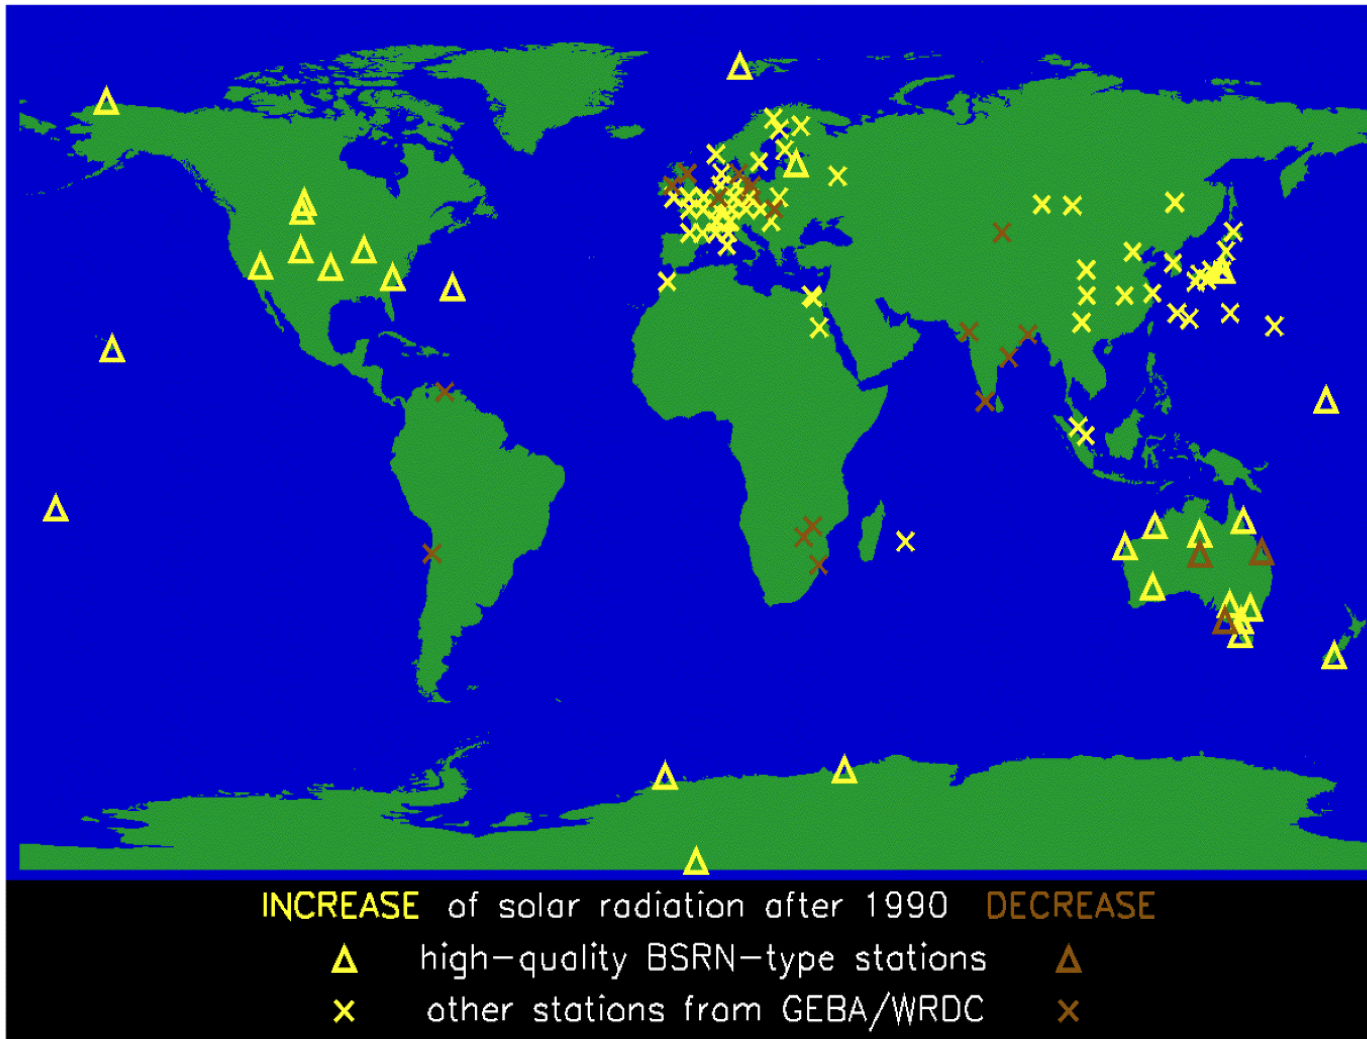 INCREASE of solar radiation after 1990 DECREASE
high-quality BSRN-type stations
other stations from GEBA/WRDC